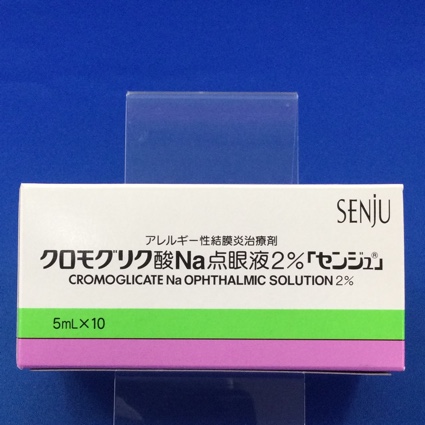 SENJU
アレルギー性結膜炎治療剤
クロモグリク酸Na点眼液2%「センジュ®」
CROMOGLICATE Na OPHTHALMIC SOLUTION 2%
5mL×10